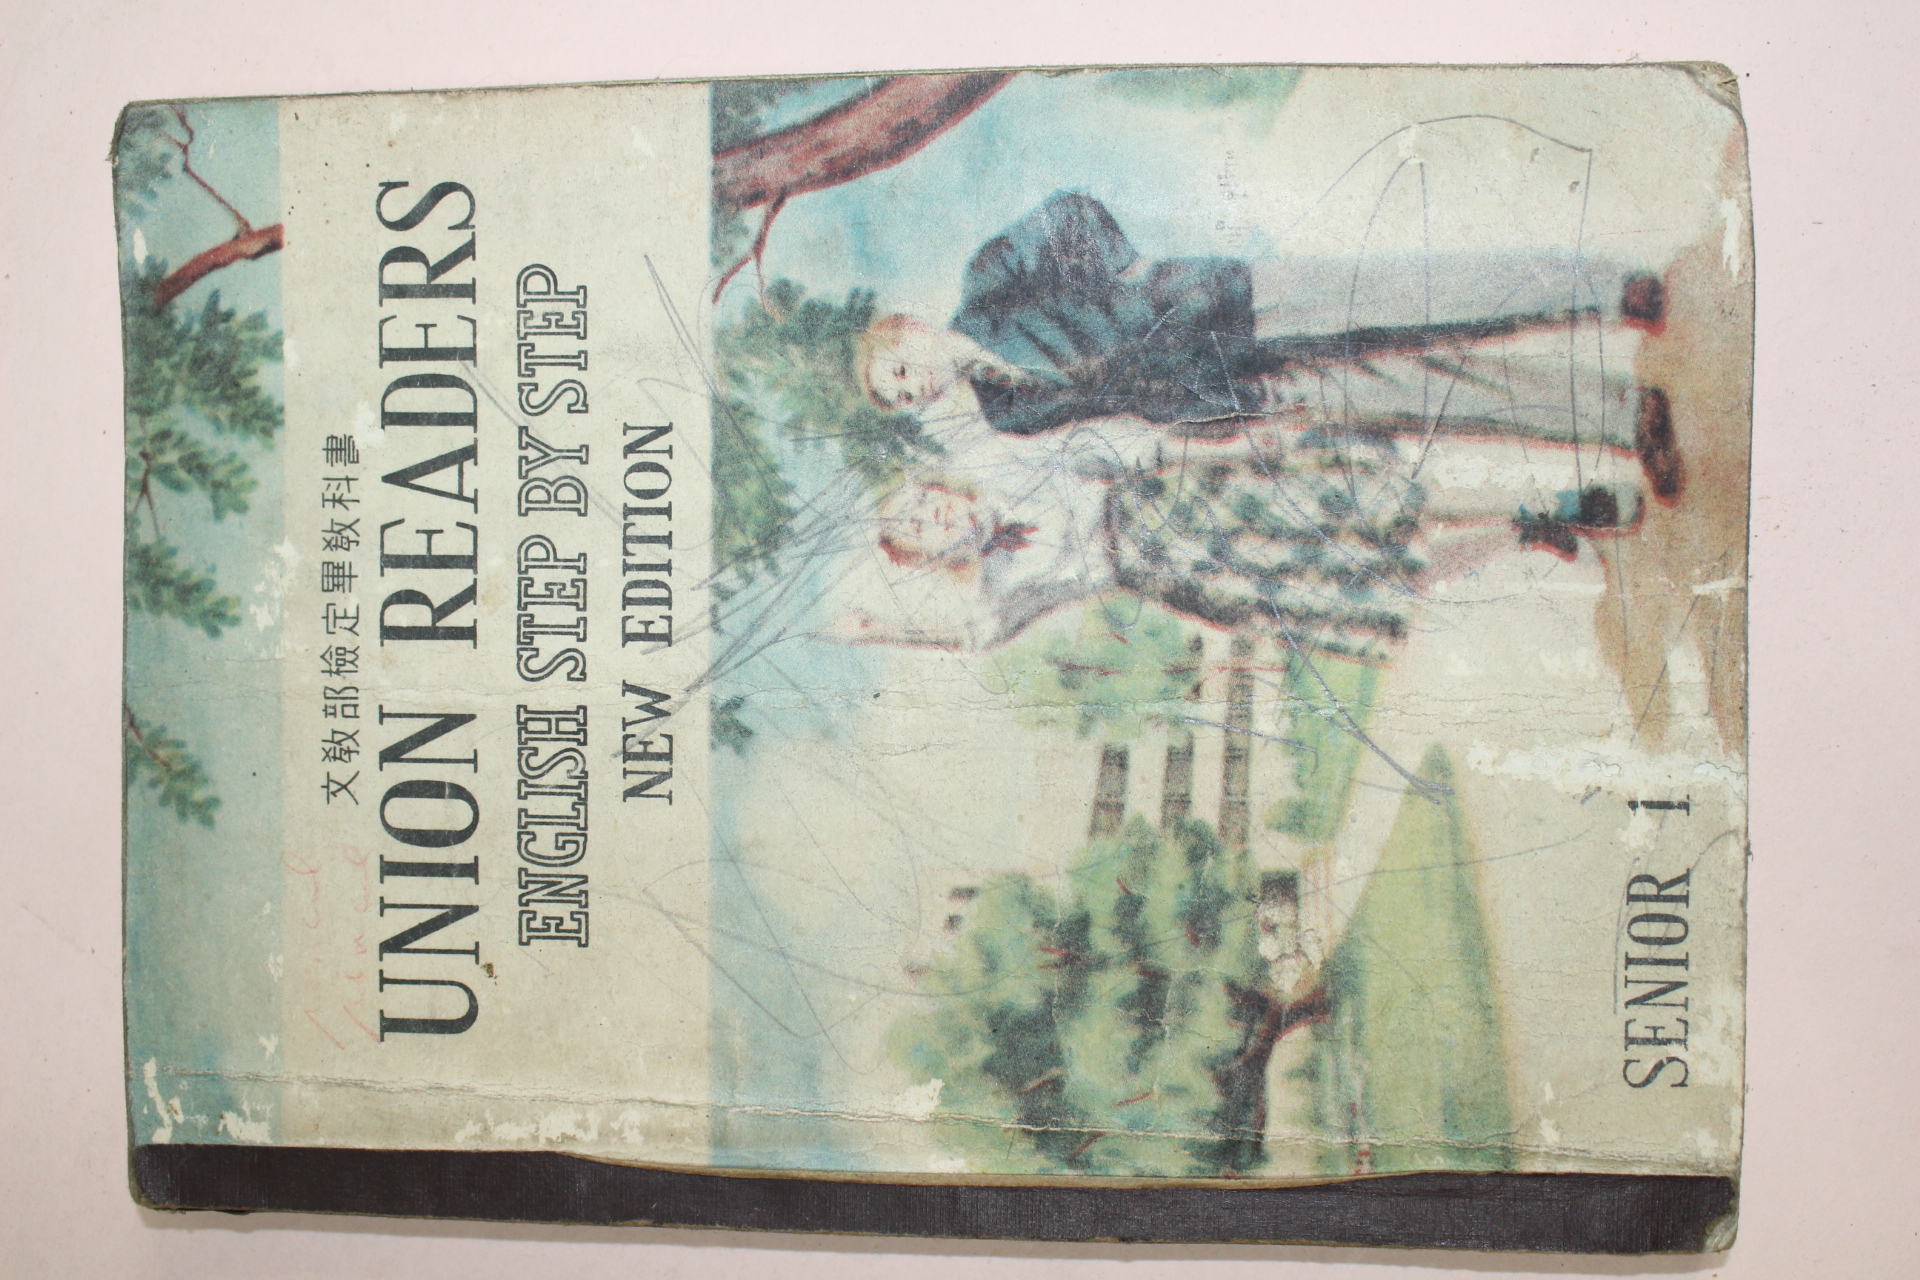 文敎部檢定畢敎科書
UNION READERS
ENGLISH STEP BY STEP
NEW EDITION
SENIOR 1